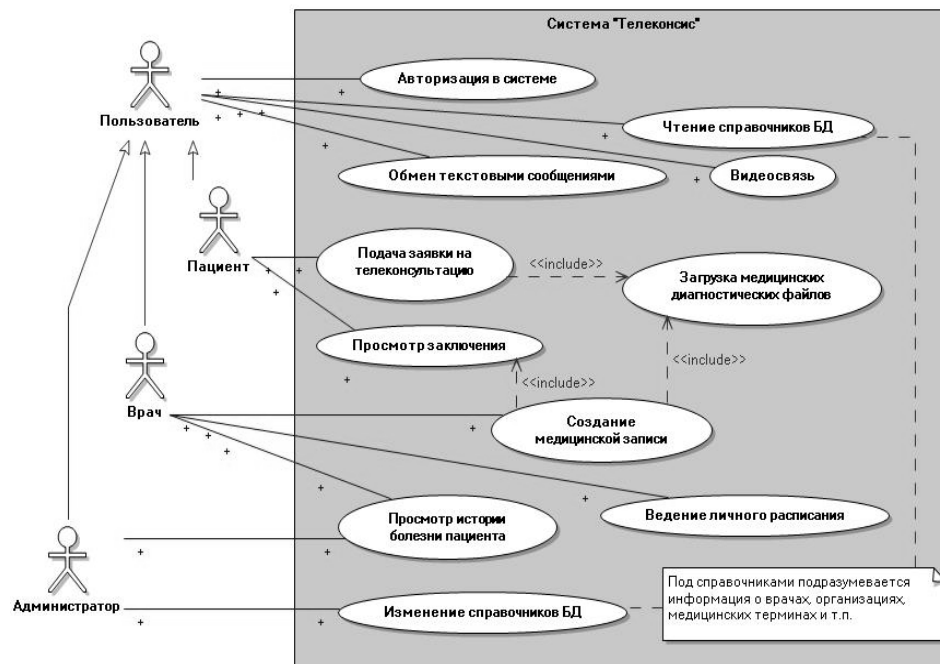 Система "Телеконсис"
Авторизация в системе
Пользователь
Чтение справочников БД
Обмен текстовыми сообщениями
Видеосвязь
Пациент
Подача заявки на
телеконсультацию
<<include>>
Загрузка медицинских
диагностических файлов
Просмотр заключения
<<include>>
<<include>>
Врач
Создание
медицинской записи
Просмотр истории
болезни пациента
Ведение личного расписания
Администратор
Изменение справочников БД
Под справочниками подразумевается
информация о врачах, организациях,
медицинских терминах и т.п.